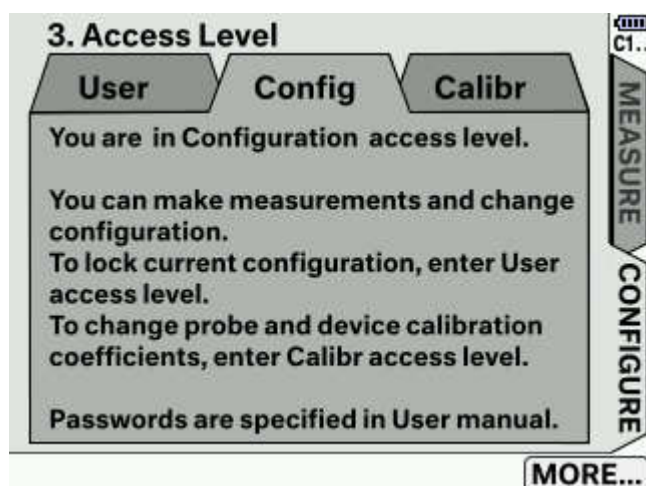 3. Access Level
C1..
User
Config
Calibr
You are in Configuration access level.
You can make measurements and change
configuration.
To lock current configuration, enter User
access level.
To change probe and device calibration
coefficients, enter Calibr access level.
Passwords are specified in User manual.
MEASURE
CONFIGURE
MORE...